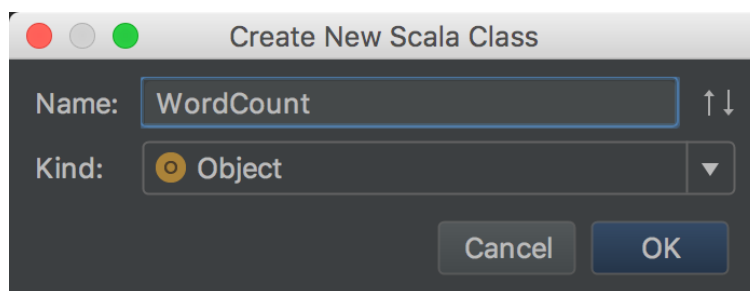 Create New Scala Class
Name: WordCount
Kind: O Object
Cancel OK